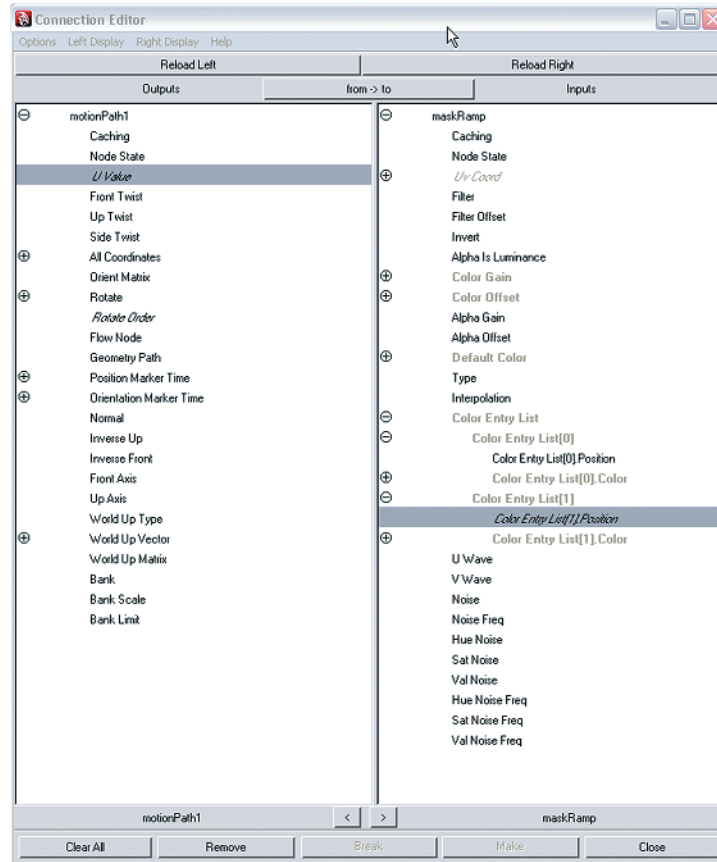 Connection Editor
Options Left Display Right Display Help
Reload Left Reload Right
Outputs from -> to Inputs
motionPath1
Caching
Node State
U Value
Front Twist
Up Twist
Side Twist
All Coordinates
Orient Matrix
Rotate
Rotate Order
Flow Node
Geometry Path
Position Marker Time
Orientation Marker Time
Normal
Inverse Up
Inverse Front
Front Axis
Up Axis
World Up Type
World Up Vector
World Up Matrix
Bank
Bank Scale
Bank Limit
maskRamp
Caching
Node State
Uv Coord
Filter
Filter Offset
Invert
Alpha Is Luminance
Color Gain
Color Offset
Alpha Gain
Alpha Offset
Default Color
Type
Interpolation
Color Entry List
Color Entry List[0]
Color Entry List[0].Position
Color Entry List[0].Color
Color Entry List[1]
Color Entry List[1].Position
Color Entry List[1].Color
U Wave
V Wave
Noise
Noise Freq
Hue Noise
Sat Noise
Val Noise
Hue Noise Freq
Sat Noise Freq
Val Noise Freq
motionPath1 < > maskRamp
Clear All Remove Break Make Close